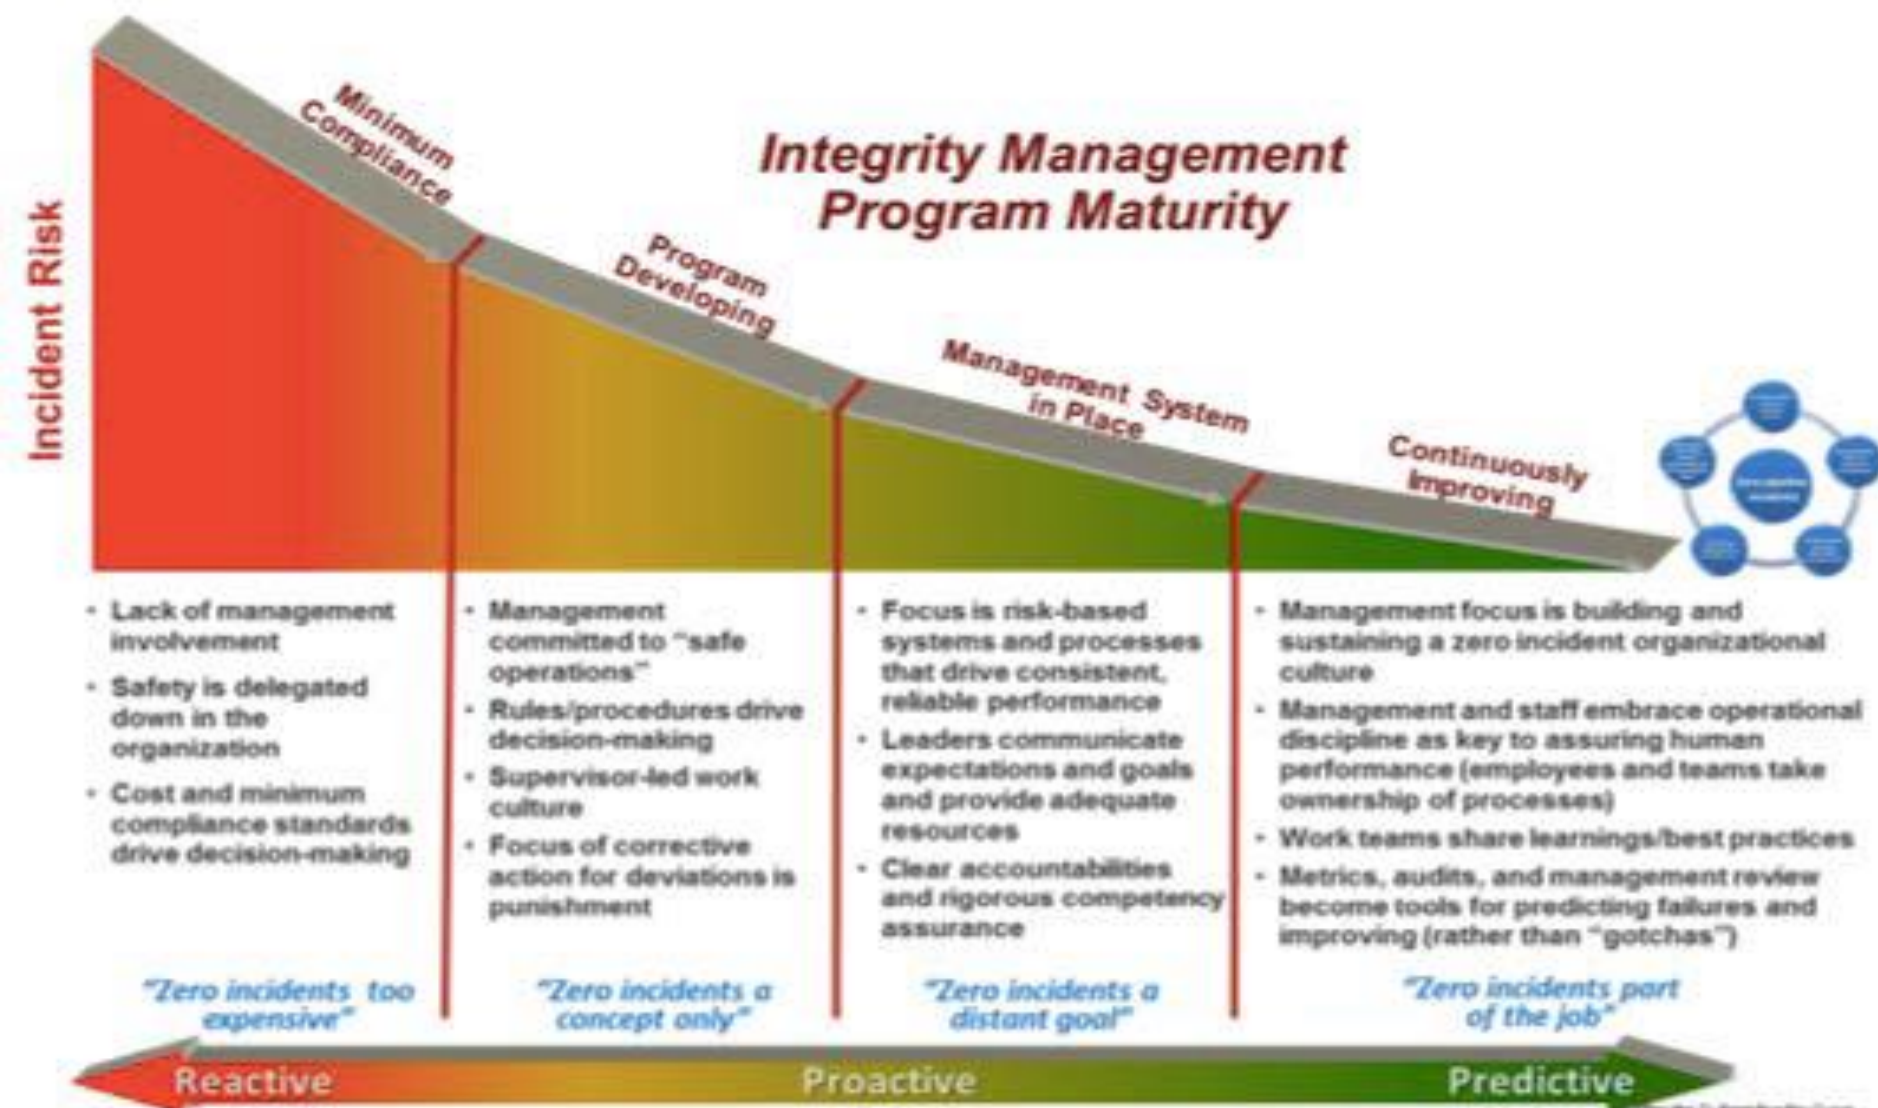 Integrity Management
Program Maturity
Incident Risk
Minimum
Compliance
Program
Developing
Management System
in Place
Continuously
Improving
• Lack of management
involvement
• Safety is delegated
down in the
organization
• Cost and minimum
compliance standards
drive decision-making
"Zero incidents too
expensive"
• Management
committed to "safe
operations"
• Rules/procedures drive
decision-making
• Supervisor-led work
culture
• Focus of corrective
action for deviations is
punishment
"Zero incidents a
concept only"
• Focus is risk-based
systems and processes
that drive consistent,
reliable performance
• Leaders communicate
expectations and goals
and provide adequate
resources
• Clear accountabilities
and rigorous competency
assurance
"Zero incidents a
distant goal"
• Management focus is building and
sustaining a zero incident organizational
culture
• Management and staff embrace operational
discipline as key to assuring human
performance (employees and teams take
ownership of processes)
• Work teams share learnings/best practices
• Metrics, audits, and management review
become tools for predicting failures and
improving (rather than "gotchas")
"Zero incidents part
of the job"
Reactive
Proactive
Predictive